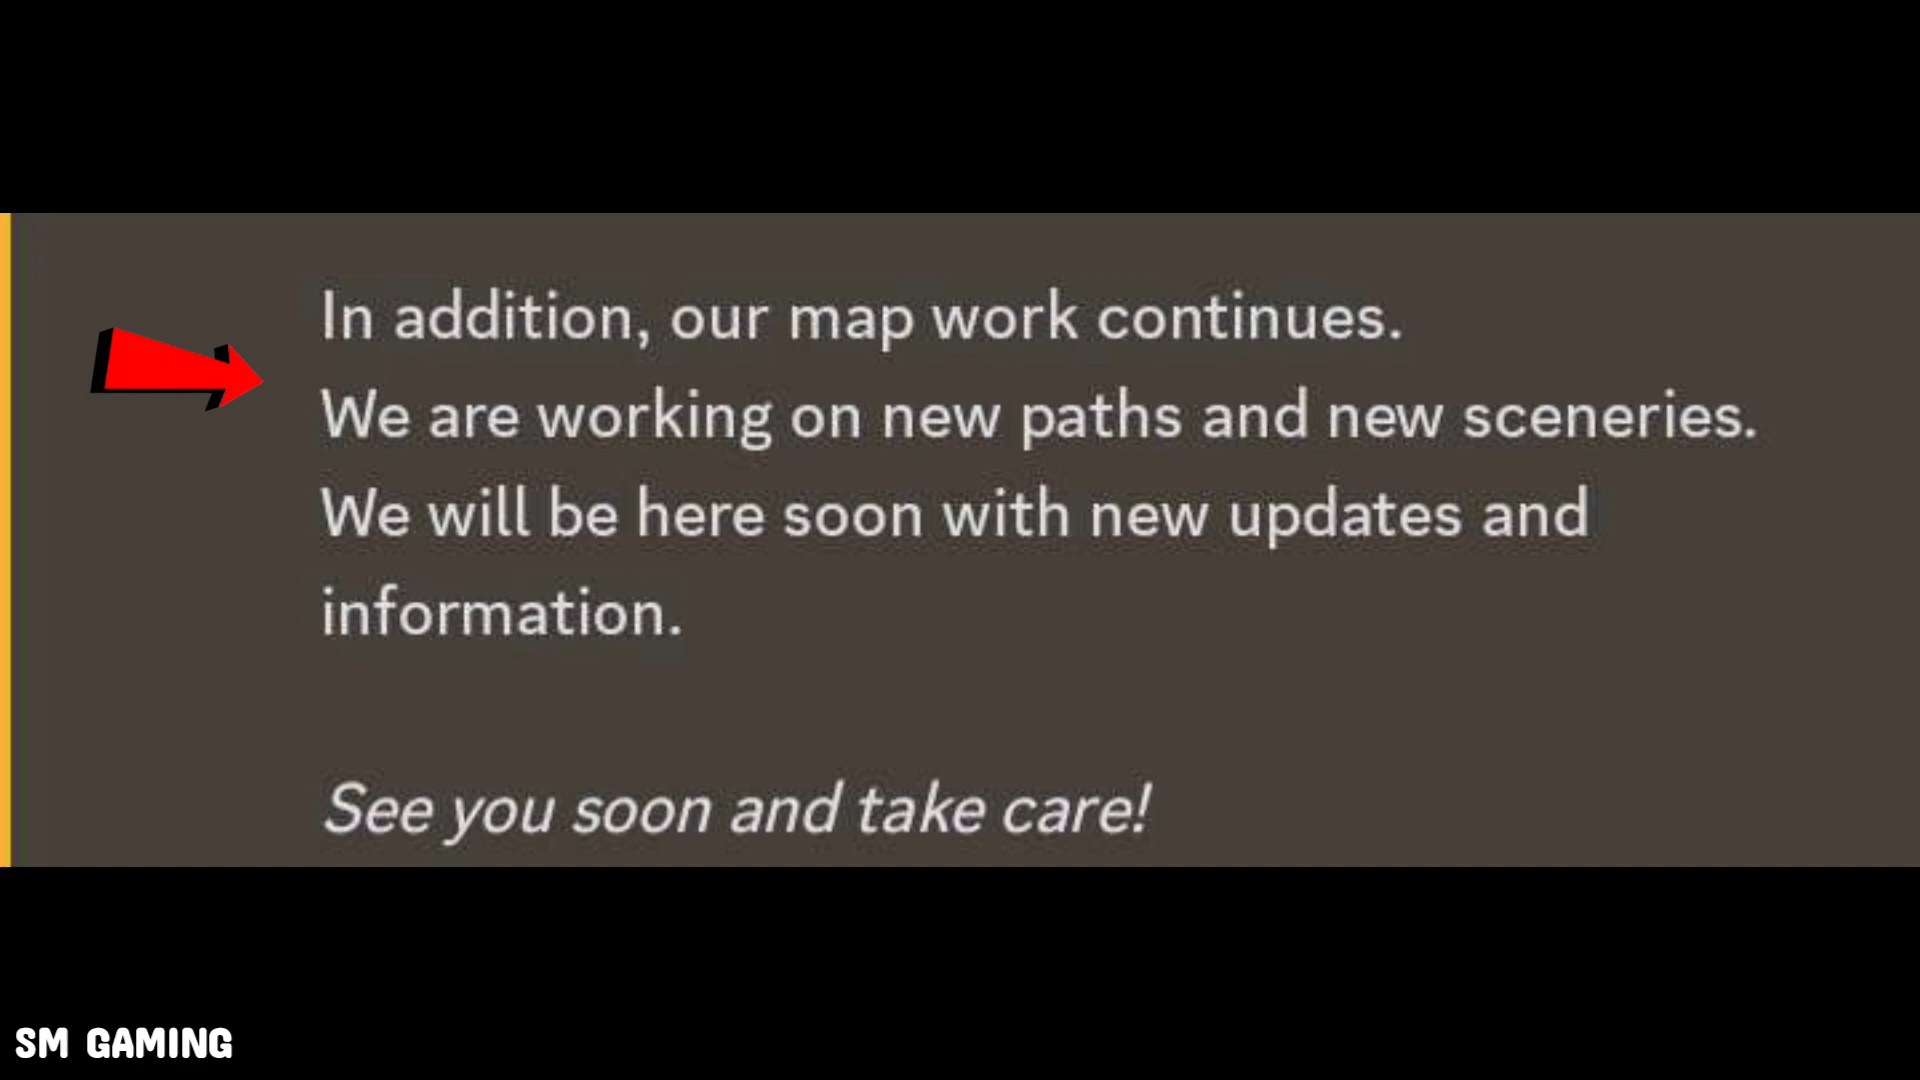 In addition, our map work continues.
We are working on new paths and new sceneries.
We will be here soon with new updates and
information.
See you soon and take care!
SM GAMING